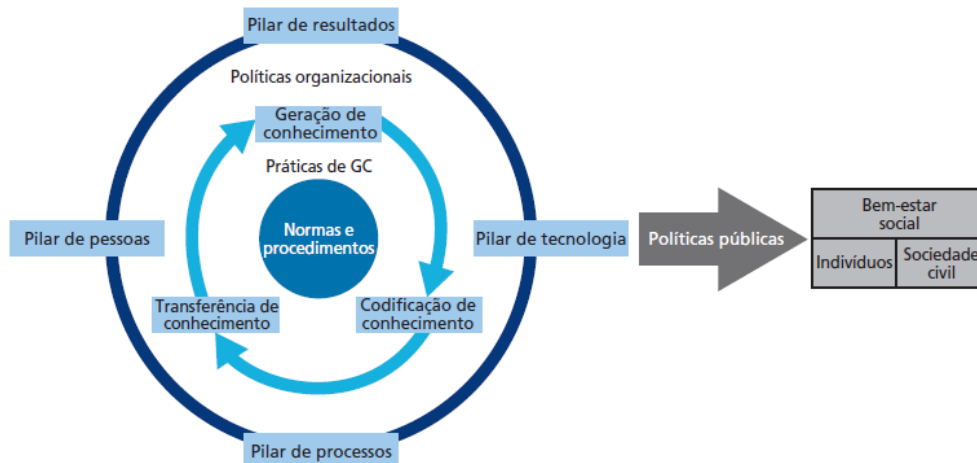 Pilar de resultados
Políticas organizacionais
Geração de
conhecimento
Práticas de GC
Normas e
procedimentos
Pilar de pessoas
Pilar de tecnologia
Transferência de
conhecimento
Codificação de
conhecimento
Pilar de processos
Políticas públicas
Bem-estar
social
Indivíduos
Sociedade
civil